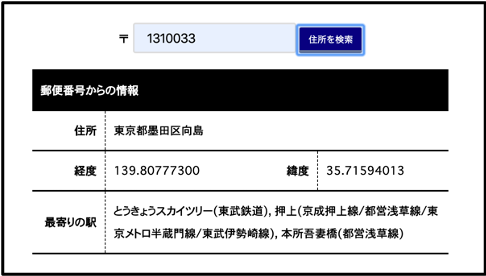 〒 1310033 住所を検索
郵便番号からの情報
住所 東京都墨田区向島
経度 139.80777300 緯度 35.71594013
最寄りの駅 とうきょうスカイツリー(東武鉄道), 押上(京成押上線/都営浅草線/東
京メトロ半蔵門線/東武伊勢崎線), 本所吾妻橋(都営浅草線)